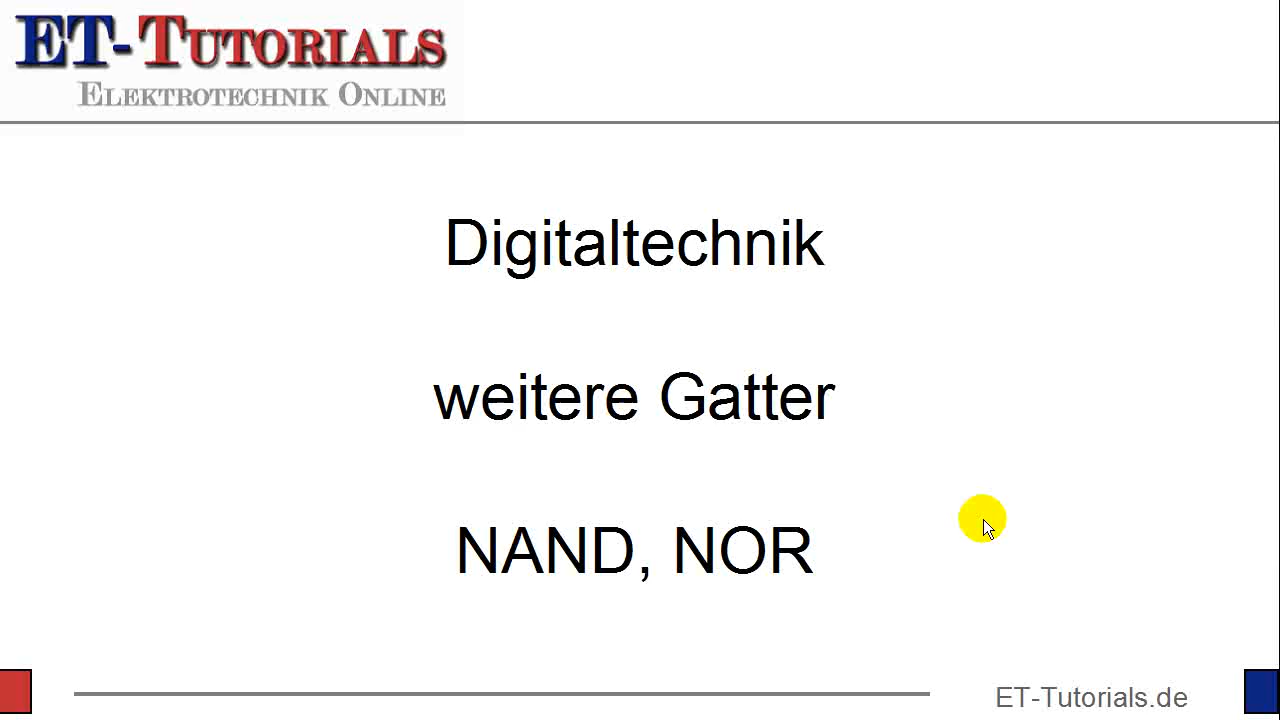 ET-TUTORIALS
ELEKTROTECHNIK ONLINE
Digitaltechnik
weitere Gatter
NAND, NOR
ET-Tutorials.de